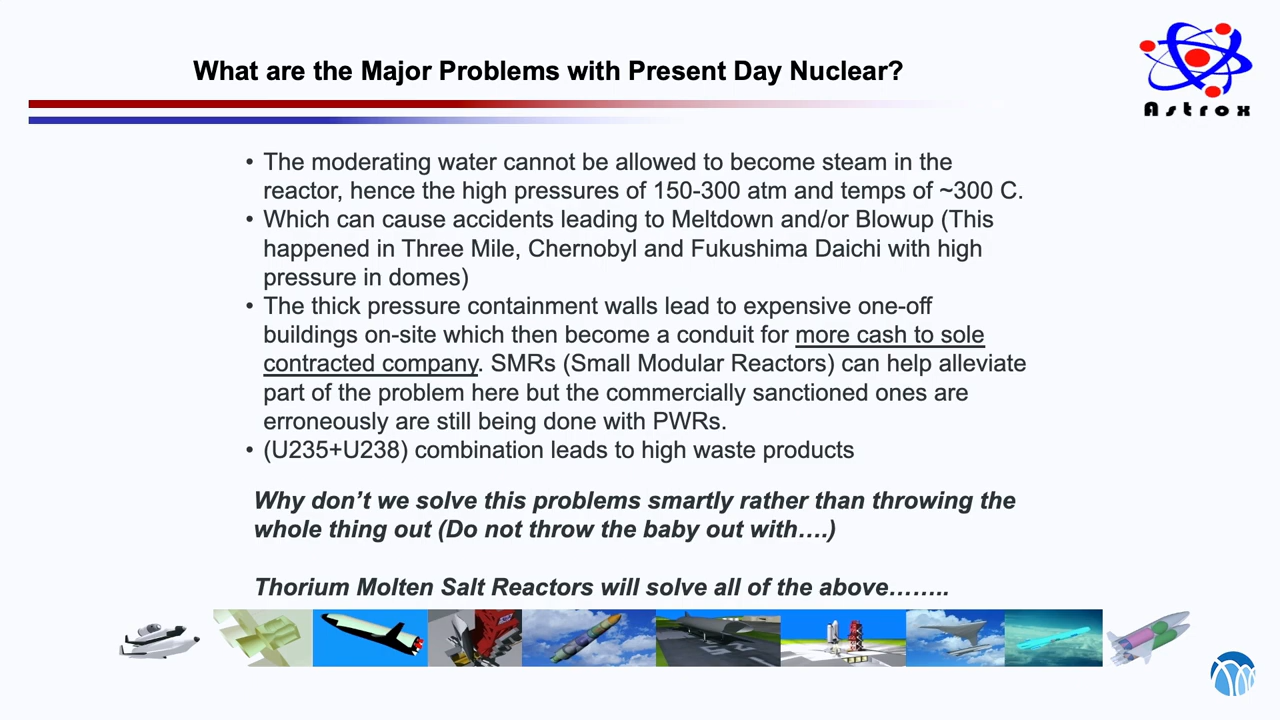 What are the Major Problems with Present Day Nuclear?
Astrox
• The moderating water cannot be allowed to become steam in the
reactor, hence the high pressures of 150-300 atm and temps of ~300 C.
• Which can cause accidents leading to Meltdown and/or Blowup (This
happened in Three Mile, Chernobyl and Fukushima Daichi with high
pressure in domes)
• The thick pressure containment walls lead to expensive one-off
buildings on-site which then become a conduit for more cash to sole
contracted company. SMRs (Small Modular Reactors) can help alleviate
part of the problem here but the commercially sanctioned ones are
erroneously are still being done with PWRs.
• (U235+U238) combination leads to high waste products
Why don’t we solve this problems smartly rather than throwing the
whole thing out (Do not throw the baby out with….)
Thorium Molten Salt Reactors will solve all of the above……..